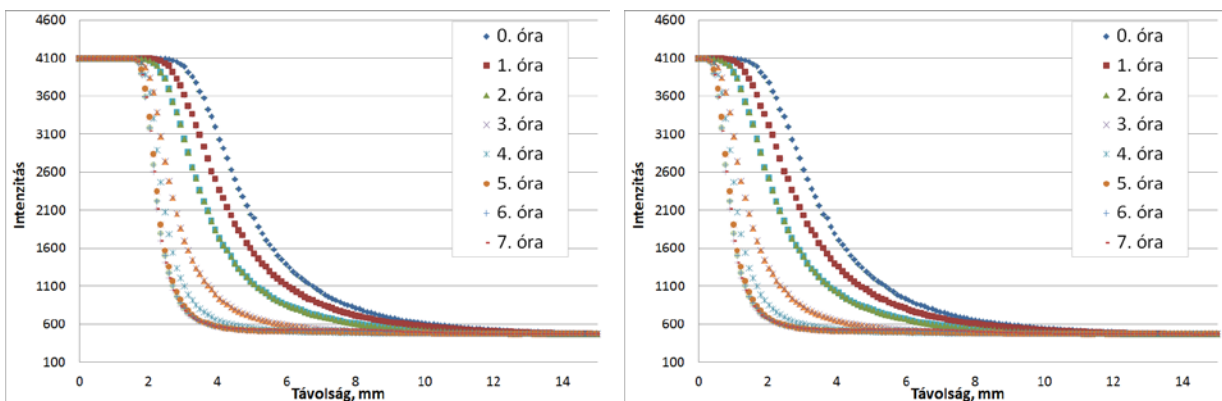 4600
4100
3600
3100
2600
2100
1600
1100
600
100
Intenzitás
0 2 4 6 8 10 12 14
Távolság, mm
0. óra
1. óra
2. óra
3. óra
4. óra
5. óra
6. óra
7. óra
4600
4100
3600
3100
2600
2100
1600
1100
600
100
Intenzitás
0 2 4 6 8 10 12 14
Távolság, mm
0. óra
1. óra
2. óra
3. óra
4. óra
5. óra
6. óra
7. óra